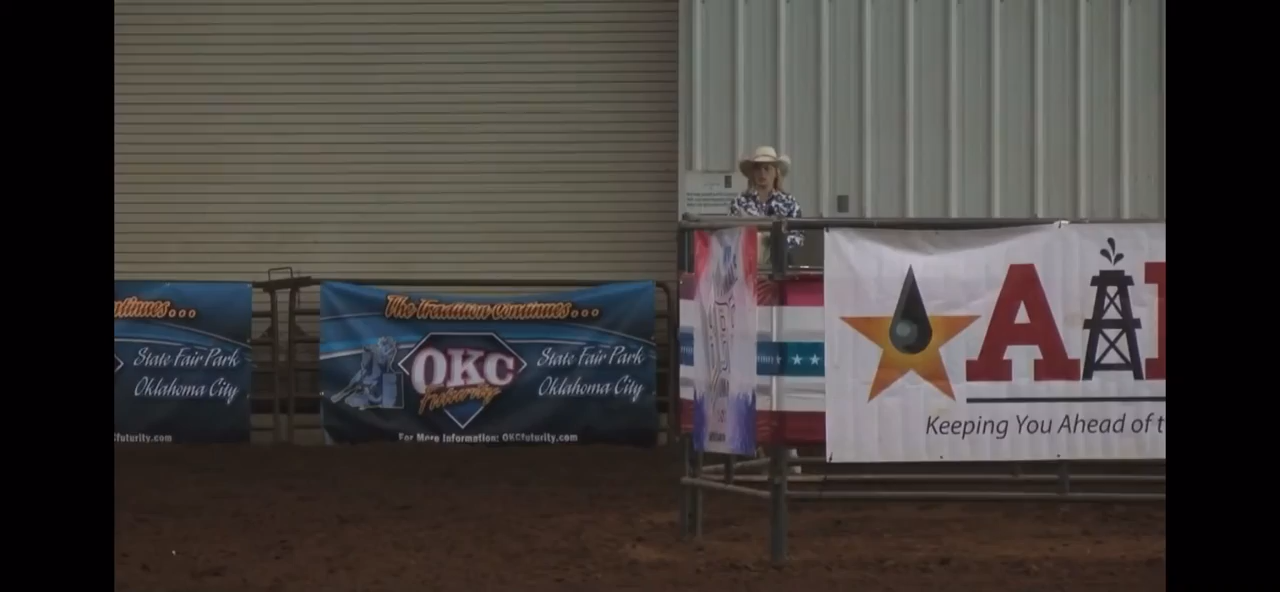 ntinues...
State Fair Park
Oklahoma City
futurity.com
The tradition continues...
OKC
Futurity
State Fair Park
Oklahoma City
For More Information: OKCfuturity.com
A
Keeping You Ahead of t